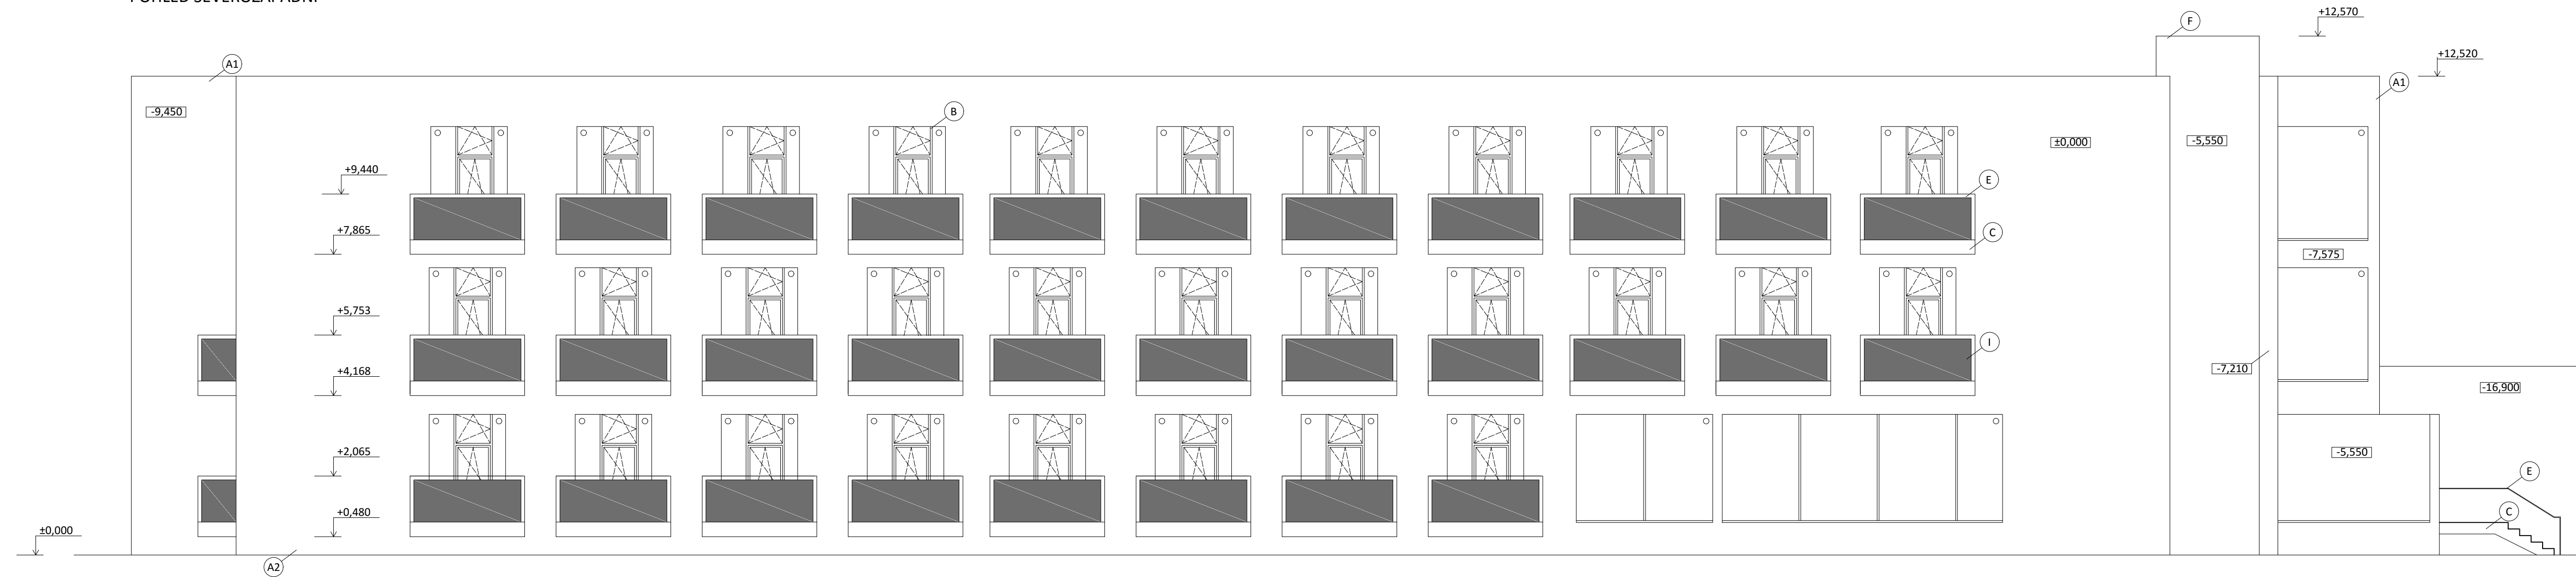 +12,570
F
+12,520
A1
A1
-9,450
B
±0,000
-5,550
+9,440
E
+7,865
C
-7,575
+5,753
I
+4,168
-7,210
-16,900
+2,065
-5,550
E
+0,480
C
±0,000
A2